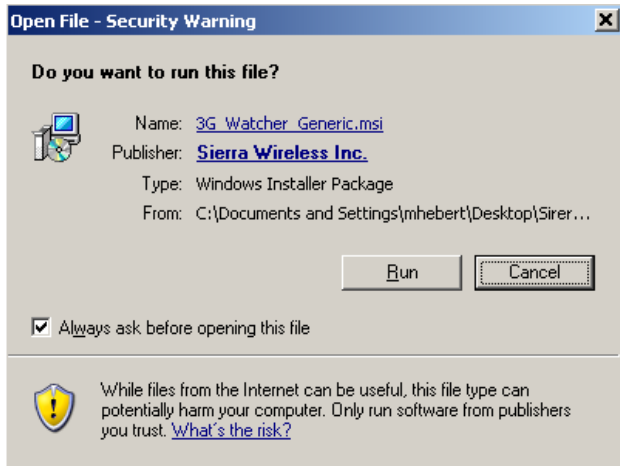 Open File - Security Warning
Do you want to run this file?
Name: 3G_Watcher_Generic.msi
Publisher: Sierra Wireless Inc.
Type: Windows Installer Package
From: C:\Documents and Settings\mhebert\Desktop\Sirer...
Run Cancel
Always ask before opening this file
While files from the Internet can be useful, this file type can
potentially harm your computer. Only run software from publishers
you trust. What's the risk?